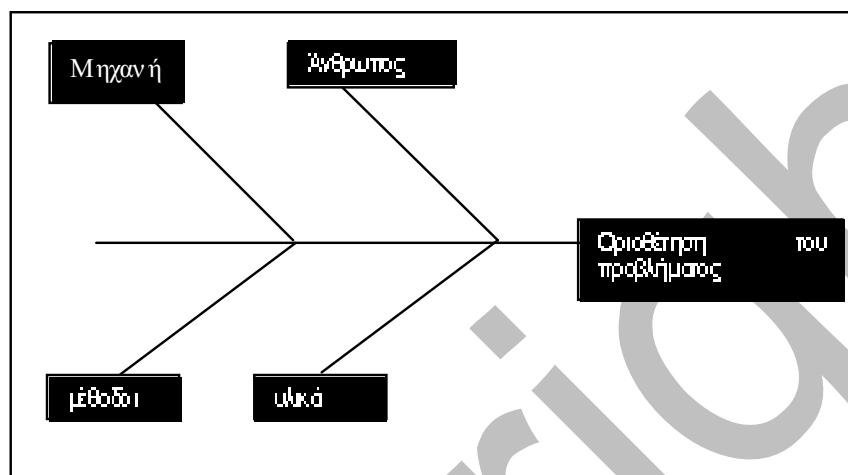 Μηχανή
Άνθρωπος
Οριοθέτηση του
προβλήματος
μέθοδοι
υλικά